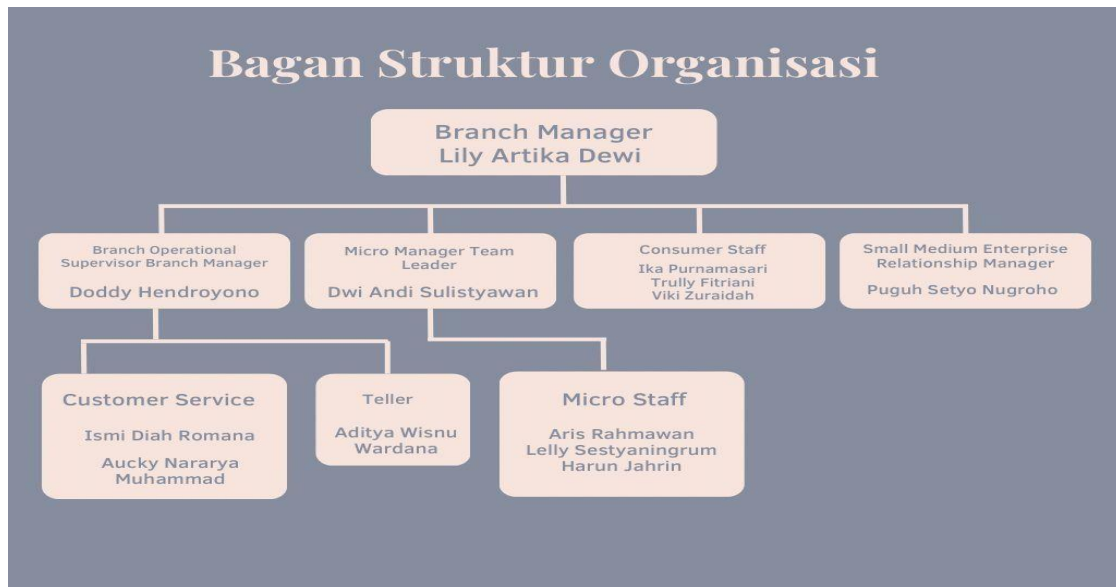 Bagan Struktur Organisasi
Branch Manager
Lily Artika Dewi
Branch Operational
Supervisor Branch Manager
Doddy Hendroyono
Micro Manager Team
Leader
Dwi Andi Sulistyawan
Consumer Staff
Ika Purnamasari
Trully Fitriani
Viki Zuraidah
Small Medium Enterprise
Relationship Manager
Puguh Setyo Nugroho
Customer Service
Ismi Diah Romana
Aucky Nararya
Muhammad
Teller
Aditya Wisnu
Wardana
Micro Staff
Aris Rahmawan
Lelly Sestyaningrum
Harun Jahrin